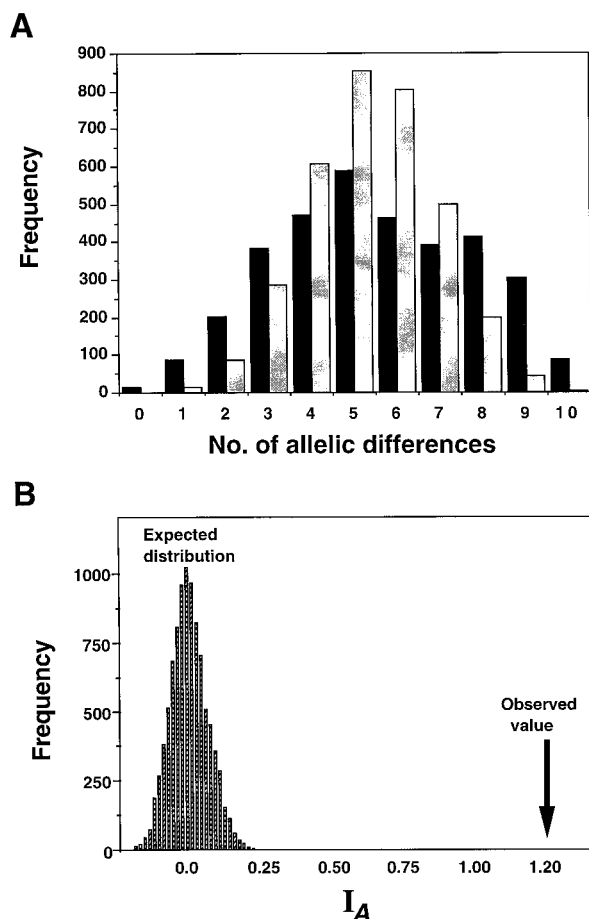 A
900
800
700
600
500
400
300
200
100
0
Frequency
0 1 2 3 4 5 6 7 8 9 10
No. of allelic differences
B
Expected
distribution
1000
750
500
250
0
Frequency
Observed
value
0.0 0.25 0.50 0.75 1.00 1.20
I_A